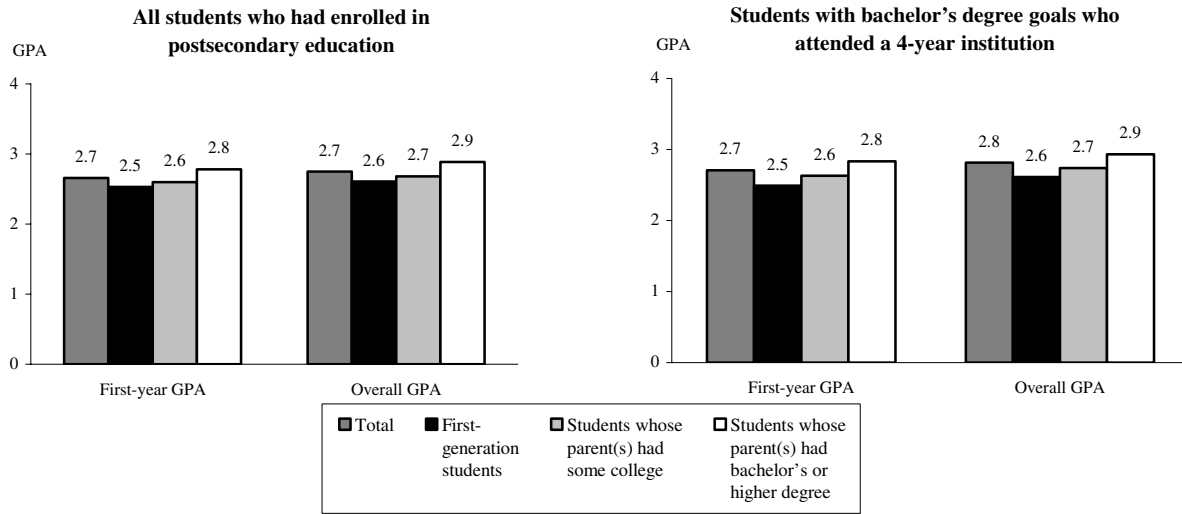 All students who had enrolled in
postsecondary education
GPA
4
3
2
1
0
2.7
2.5
2.6
2.8
2.7
2.6
2.7
2.9
First-year GPA
Overall GPA
Students with bachelor's degree goals who
attended a 4-year institution
GPA
4
3
2
1
0
2.7
2.5
2.6
2.8
2.8
2.6
2.7
2.9
First-year GPA
Overall GPA
Total
First-
generation
students
Students whose
parent(s) had
some college
Students whose
parent(s) had
bachelor's or
higher degree